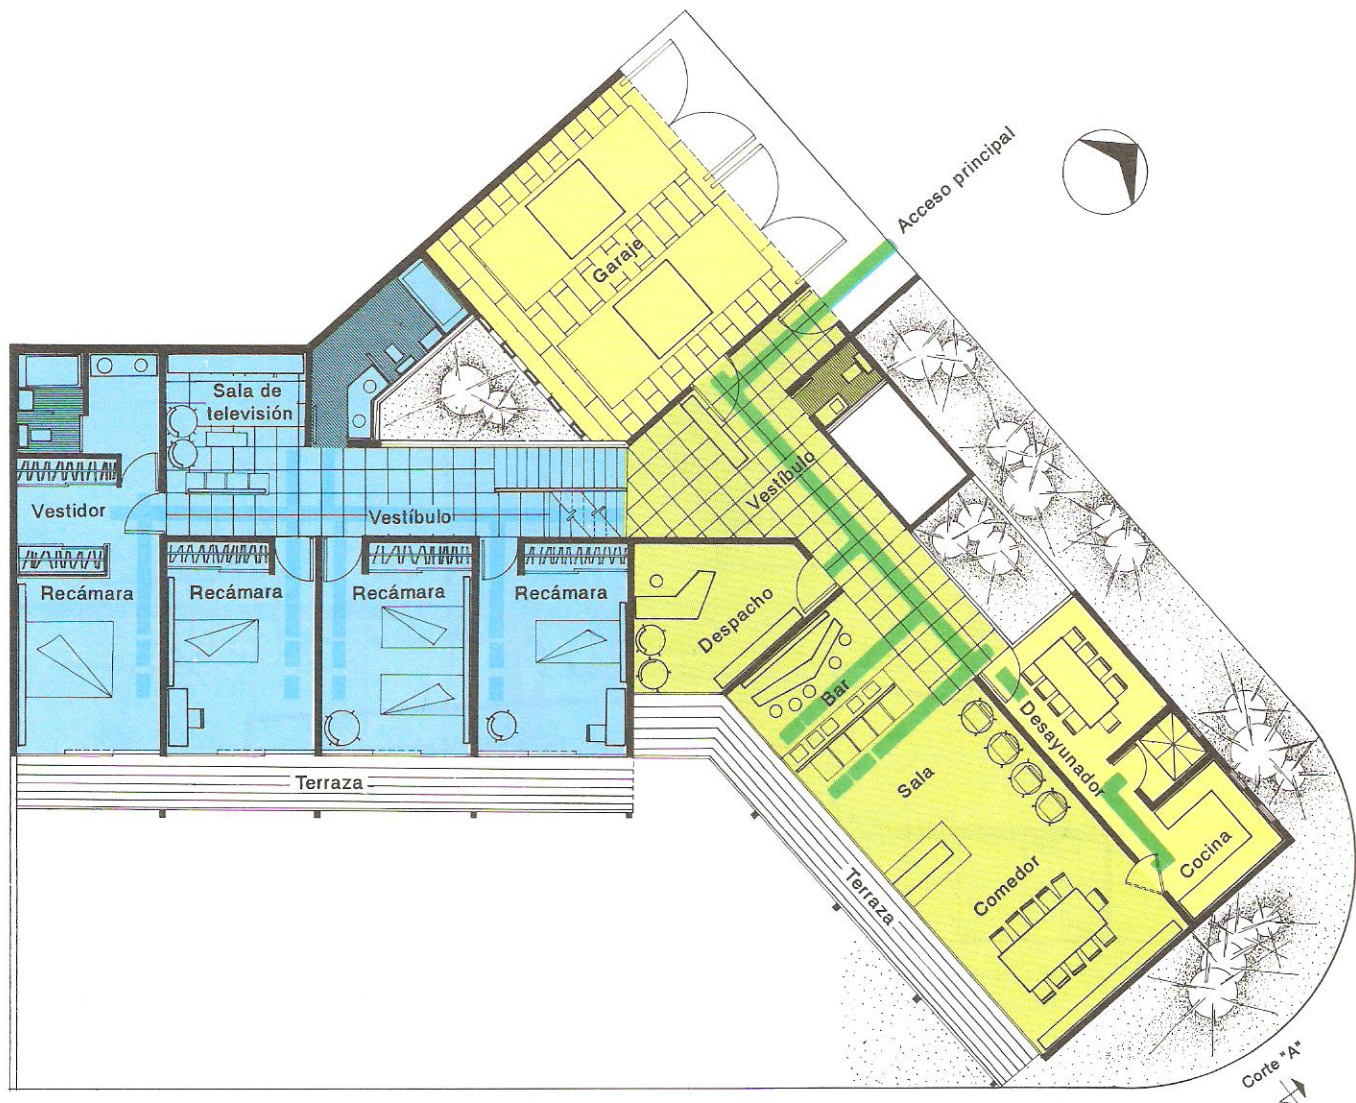 Acceso principal
Garaje
Sala de
televisión
Vestíbulo
Vestidor
Vestíbulo
Recámara
Recámara
Recámara
Recámara
Despacho
Bar
Desayunador
Terraza
Sala
Cocina
Comedor
Terraza
Corte "A"